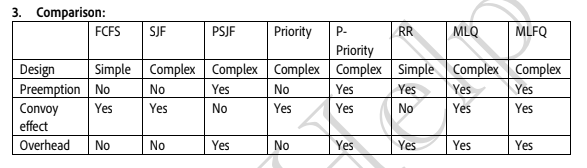 3. Comparison:
FCFS SJF PSJF Priority P- RR MLQ MLFQ
Priority
Design Simple Complex Complex Complex Complex Simple Complex Complex
Preemption No No Yes No Yes Yes Yes Yes
Convoy Yes Yes No Yes Yes No Yes Yes
effect
Overhead No No Yes No Yes Yes Yes Yes
Help